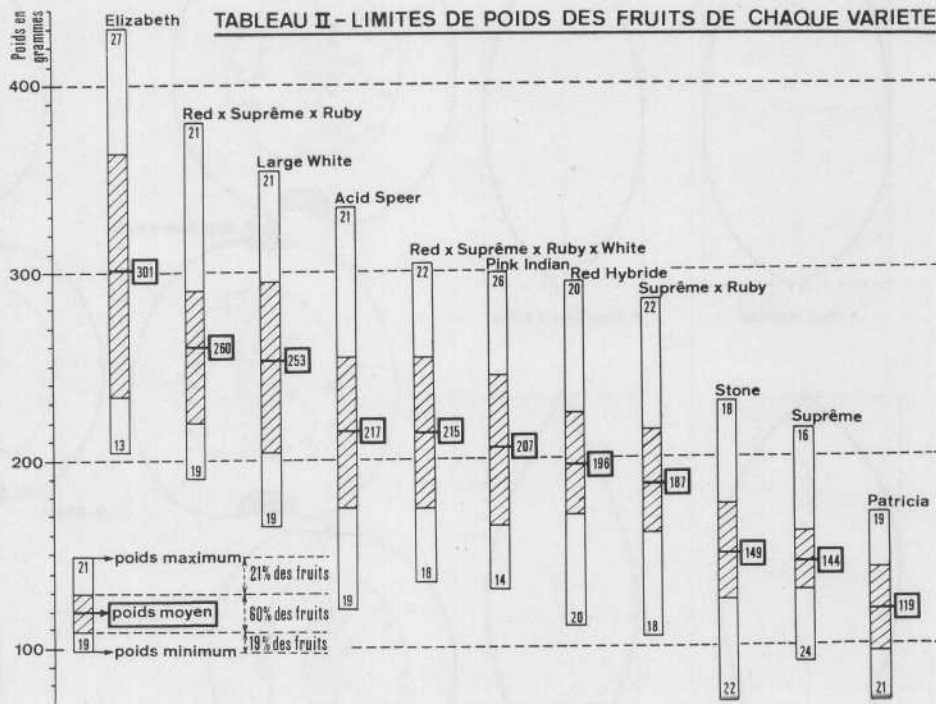 TABLEAU II - LIMITES DE POIDS DES FRUITS DE CHAQUE VARIETE
Poids en
grammes
400
300
200
100
Elizabeth
27
301
13
Red x Suprême x Ruby
21
260
19
Large White
21
253
19
Acid Speer
21
217
19
Red x Suprême x Ruby x White
22
215
18
Pink Indian
26
207
14
Red Hybride
20
196
20
Suprême x Ruby
22
187
18
Stone
18
149
22
Suprême
16
144
24
Patricia
19
119
21
21
poids maximum
21% des fruits
poids moyen
60% des fruits
19
poids minimum
19% des fruits